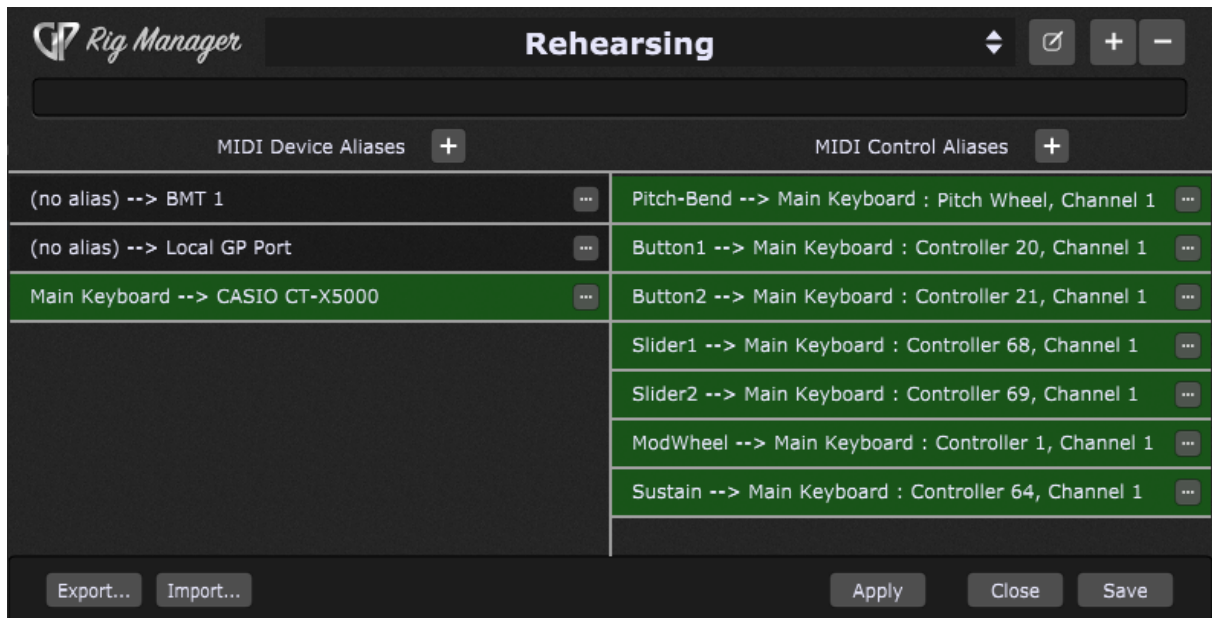 GP Rig Manager
Rehearsing
MIDI Device Aliases +
MIDI Control Aliases +
(no alias) --> BMT 1
(no alias) --> Local GP Port
Main Keyboard --> CASIO CT-X5000
Pitch-Bend --> Main Keyboard : Pitch Wheel, Channel 1
Button1 --> Main Keyboard : Controller 20, Channel 1
Button2 --> Main Keyboard : Controller 21, Channel 1
Slider1 --> Main Keyboard : Controller 68, Channel 1
Slider2 --> Main Keyboard : Controller 69, Channel 1
ModWheel --> Main Keyboard : Controller 1, Channel 1
Sustain --> Main Keyboard : Controller 64, Channel 1
Export... Import... Apply Close Save